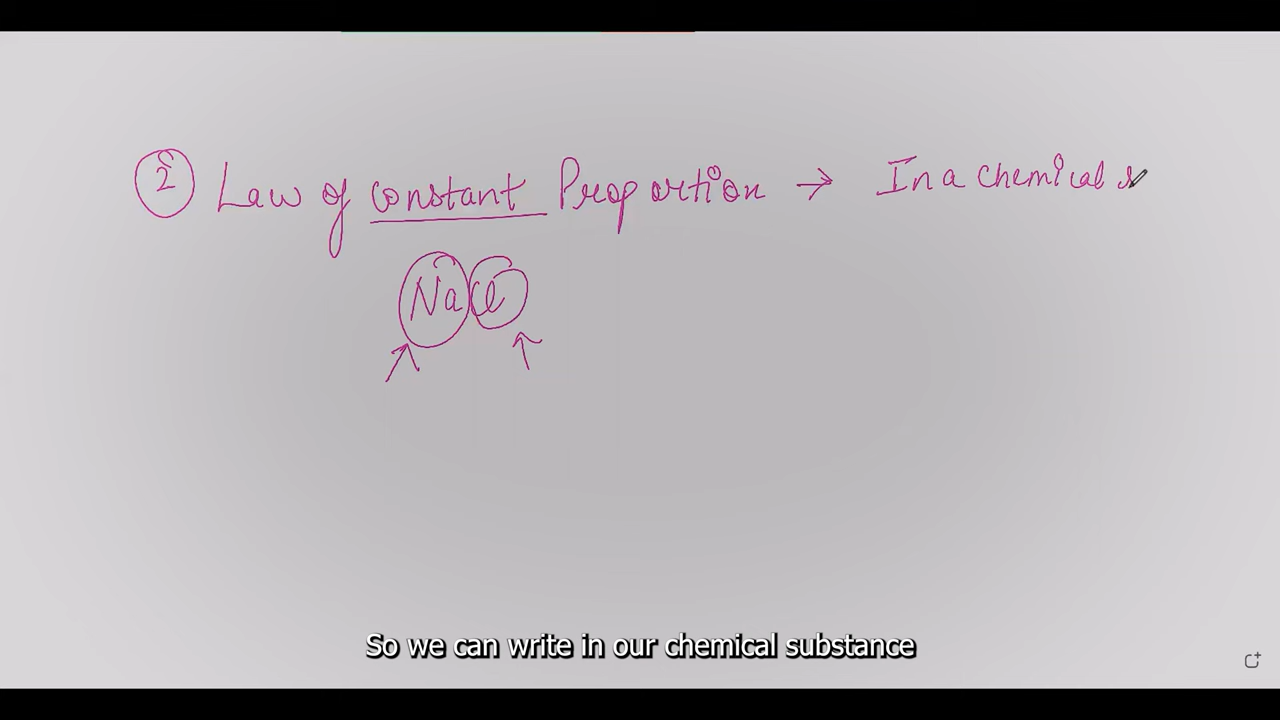 2 Law of constant Proportion → In a chemical s
NaCl
So we can write in our chemical substance